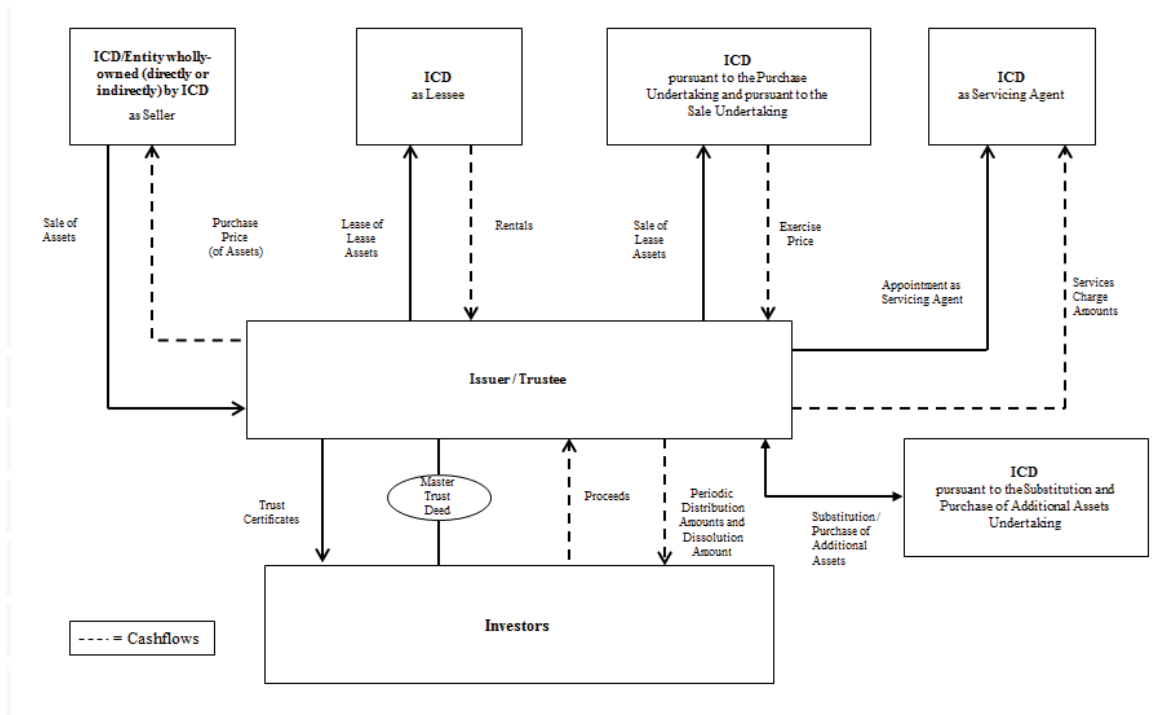 ICD/Entity wholly-
owned (directly or
indirectly) by ICD
as Seller
ICD
as Lessee
ICD
pursuant to the Purchase
Undertaking and pursuant to the
Sale Undertaking
ICD
as Servicing Agent
Sale of
Assets
Purchase
Price
(of Assets)
Lease of
Lease
Assets
Rentals
Sale of
Lease
Assets
Exercise
Price
Appointment as
Servicing Agent
Services
Charge
Amounts
Issuer / Trustee
Trust
Certificates
Master
Trust
Deed
Proceeds
Periodic
Distribution
Amounts and
Dissolution
Amount
Substitution /
Purchase of
Additional
Assets
ICD
pursuant to the Substitution and
Purchase of Additional Assets
Undertaking
Investors
= Cashflows